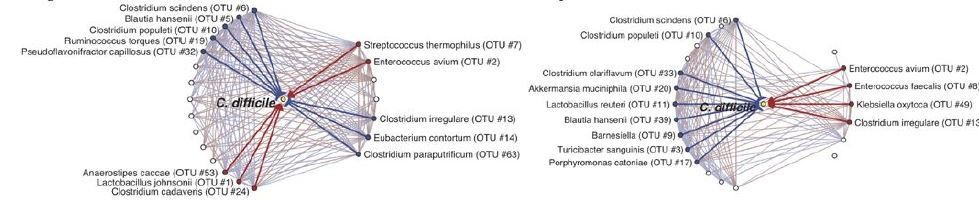 Clostridium scindens (OTU #6)
Blautia hansenii (OTU #5)
Clostridium populeti (OTU #10)
Ruminococcus torques (OTU #19)
Pseudoflavonifractor capillosus (OTU #32)
Streptococcus thermophilus (OTU #7)
Enterococcus avium (OTU #2)
C. difficile
Clostridium irregulare (OTU #13)
Eubacterium contortum (OTU #14)
Clostridium paraputrificum (OTU #63)
Anaerostipes caccae (OTU #53)
Lactobacillus johnsonii (OTU #1)
Clostridium cadaveris (OTU #24)
Clostridium scindens (OTU #6)
Clostridium populeti (OTU #10)
Clostridium clariflavum (OTU #33)
Akkermansia muciniphila (OTU #20)
Lactobacillus reuteri (OTU #11)
Blautia hansenii (OTU #39)
Barnesiella (OTU #9)
Turicibacter sanguinis (OTU #3)
Porphyromonas catoniae (OTU #17)
C. difficile
Enterococcus avium (OTU #2)
Enterococcus faecalis (OTU #8)
Klebsiella oxytoca (OTU #49)
Clostridium irregulare (OTU #13